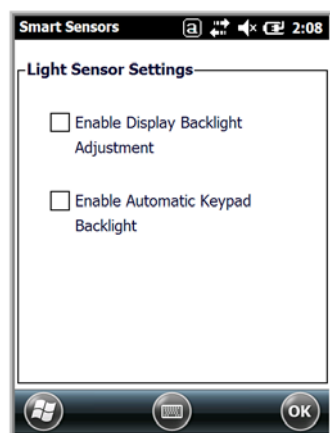 Smart Sensors a 2:08
Light Sensor Settings
Enable Display Backlight
Adjustment
Enable Automatic Keypad
Backlight
OK